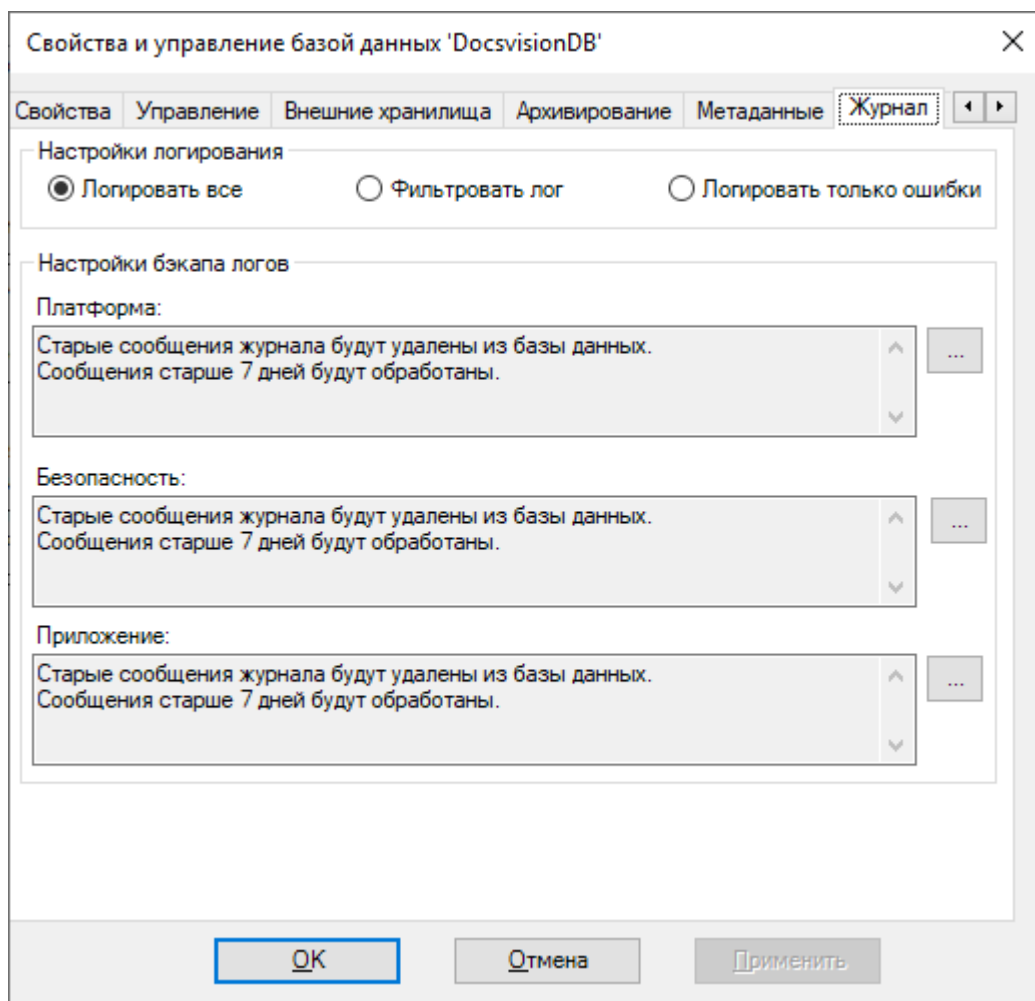 Свойства и управление базой данных 'DocsvisionDB'
Свойства Управление Внешние хранилища Архивирование Метаданные Журнал
Настройки логирования
Логировать все Фильтровать лог Логировать только ошибки
Настройки бэкапа логов
Платформа:
Старые сообщения журнала будут удалены из базы данных.
Сообщения старше 7 дней будут обработаны.
...
Безопасность:
Старые сообщения журнала будут удалены из базы данных.
Сообщения старше 7 дней будут обработаны.
...
Приложение:
Старые сообщения журнала будут удалены из базы данных.
Сообщения старше 7 дней будут обработаны.
...
OK Отмена Применить